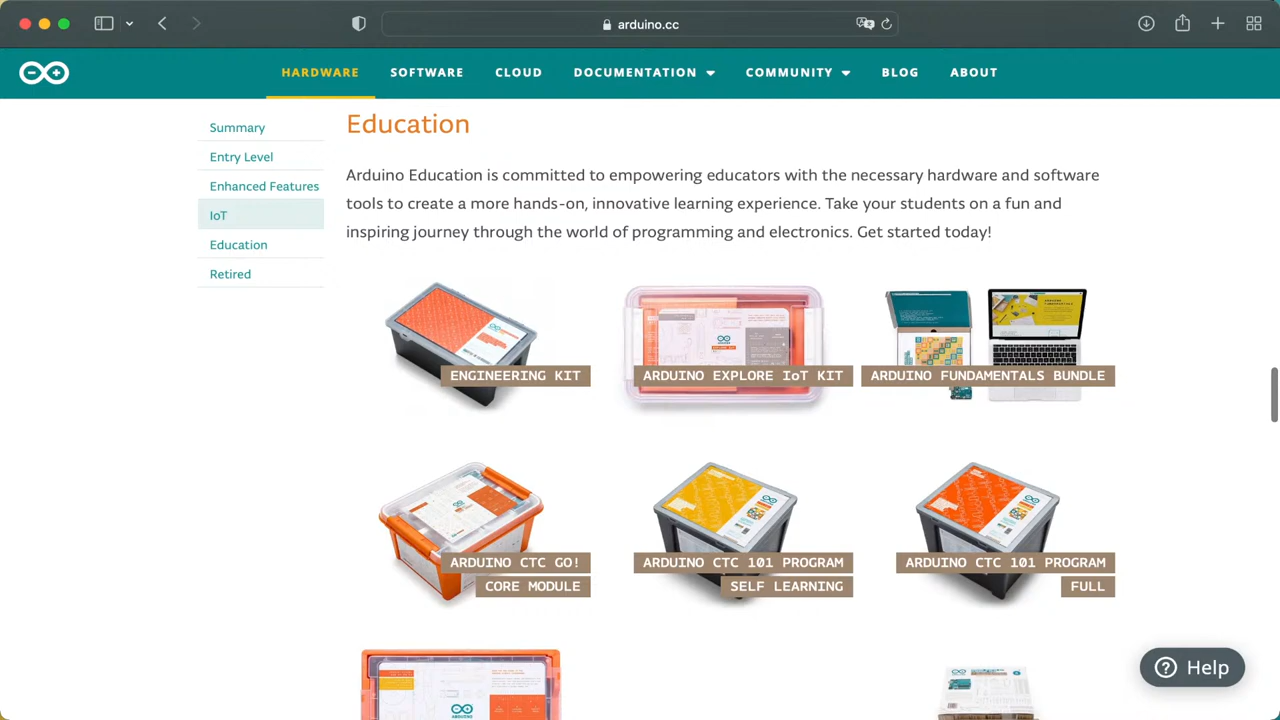 arduino.cc
HARDWARE SOFTWARE CLOUD DOCUMENTATION COMMUNITY BLOG ABOUT
Summary
Entry Level
Enhanced Features
IoT
Education
Retired
Education
Arduino Education is committed to empowering educators with the necessary hardware and software
tools to create a more hands-on, innovative learning experience. Take your students on a fun and
inspiring journey through the world of programming and electronics. Get started today!
ENGINEERING KIT
ARDUINO EXPLORE IoT KIT
ARDUINO FUNDAMENTALS BUNDLE
ARDUINO CTC GO!
CORE MODULE
ARDUINO CTC 101 PROGRAM
SELF LEARNING
ARDUINO CTC 101 PROGRAM
FULL
Help